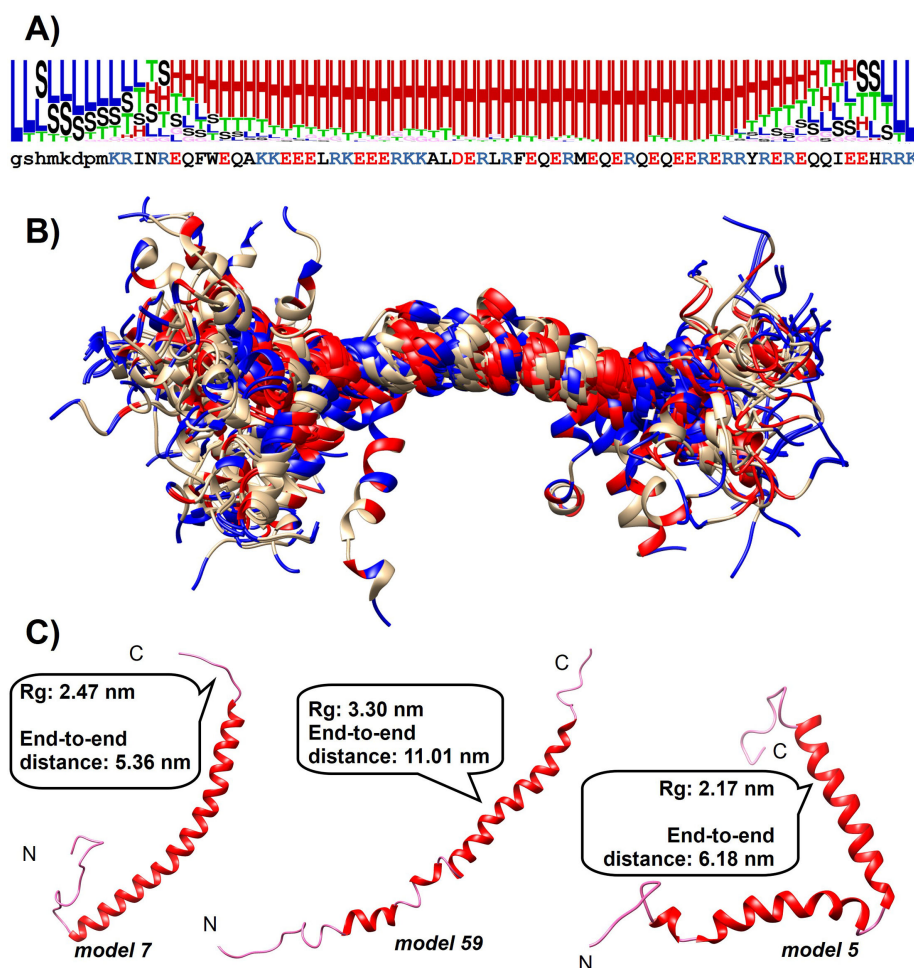 A)
gshmkdpmKRINREQFWEQAKKEEELRKEEERKKALDERLRFEQERMEQERQEQEERERRYREREQQIEEHRRK
B)
C)
C
Rg: 2.47 nm
End-to-end
distance: 5.36 nm
N
model 7
C
Rg: 3.30 nm
End-to-end
distance: 11.01 nm
N
model 59
C
Rg: 2.17 nm
End-to-end
distance: 6.18 nm
N
model 5